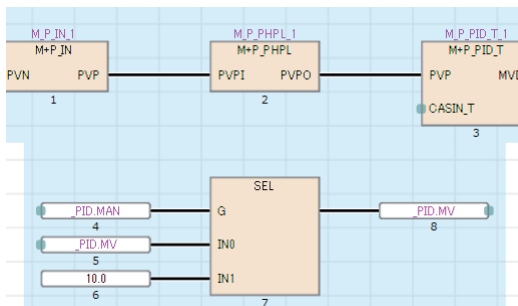 M_P_IN_1 M_P_PHPL_1 M_P_PID_T_1
M+P_IN M+P_PHPL M+P_PID_T
PVN PVP PVPI PVPO PVP
CASIN_T
1 2 3
SEL
_PID.MAN G _PID.MV
4 8
_PID.MV IN0
5
10.0 IN1
6 7